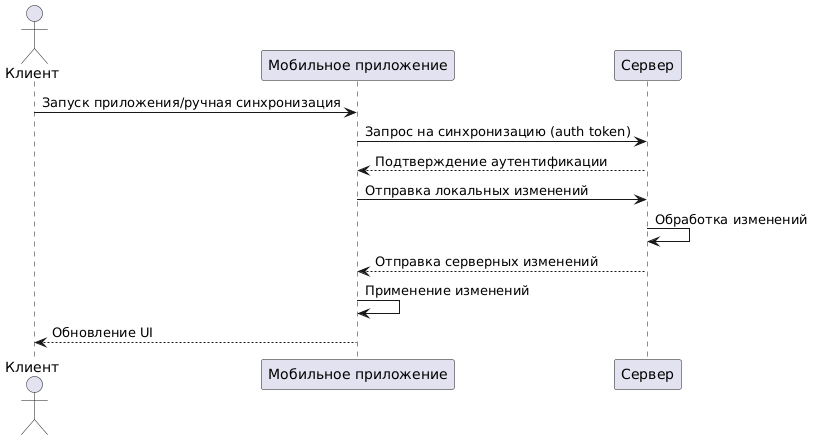 Клиент
Мобильное приложение
Сервер
Запуск приложения/ручная синхронизация
Запрос на синхронизацию (auth token)
Подтверждение аутентификации
Отправка локальных изменений
Обработка изменений
Отправка серверных изменений
Применение изменений
Обновление UI
Клиент
Мобильное приложение
Сервер